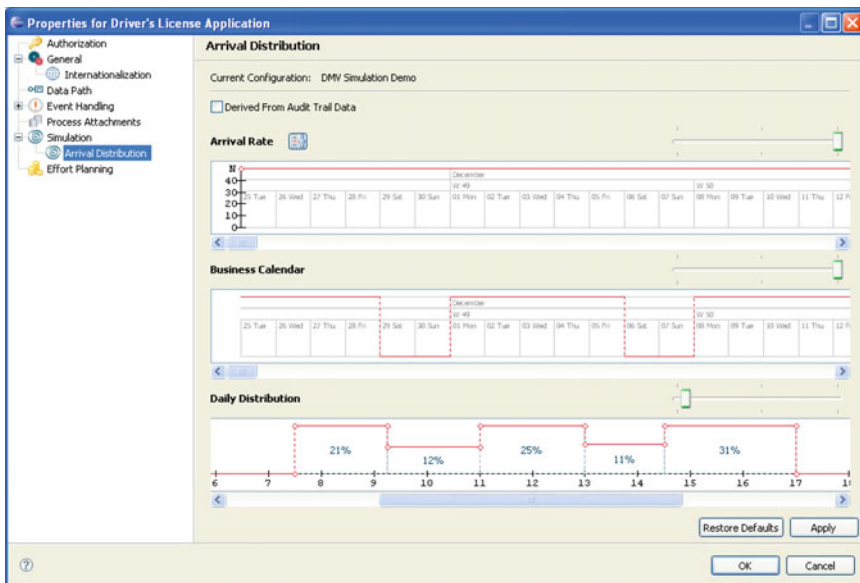 Properties for Driver's License Application
Authorization
General
Internationalization
Data Path
Event Handling
Process Attachments
Simulation
Arrival Distribution
Effort Planning
Arrival Distribution
Current Configuration: DMV Simulation Demo
Derived From Audit Trail Data
Arrival Rate
N
40
30
20
10
0
December
W 49 W 50
25 Tue 26 Wed 27 Thu 28 Fri 29 Sat 30 Sun 01 Mon 02 Tue 03 Wed 04 Thu 05 Fri 06 Sat 07 Sun 08 Mon 09 Tue 10 Wed 11 Thu 12 F
Business Calendar
December
W 49 W 50
25 Tue 26 Wed 27 Thu 28 Fri 29 Sat 30 Sun 01 Mon 02 Tue 03 Wed 04 Thu 05 Fri 06 Sat 07 Sun 08 Mon 09 Tue 10 Wed 11 Thu 12 F
Daily Distribution
21% 12% 25% 11% 31%
6 7 8 9 10 11 12 13 14 15 16 17 18
Restore Defaults Apply
OK Cancel